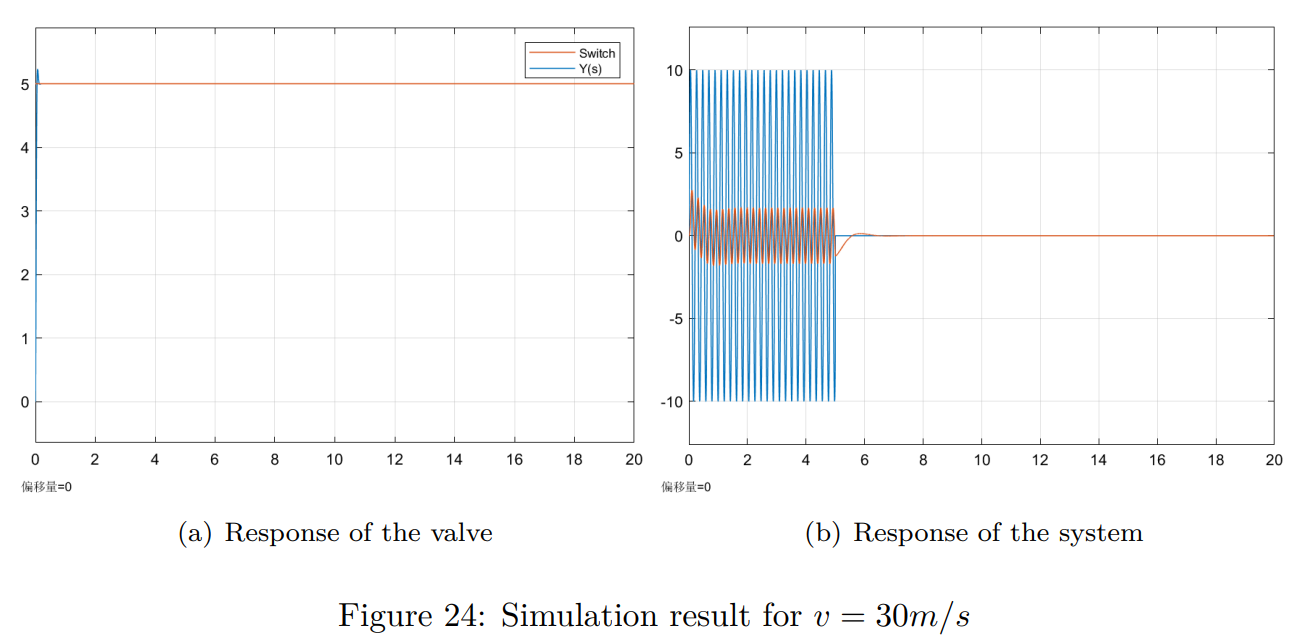 Switch
Y(s)
5
4
3
2
1
0
0 2 4 6 8 10 12 14 16 18 20
偏移量=0
(a) Response of the valve
10
5
0
-5
-10
0 2 4 6 8 10 12 14 16 18 20
偏移量=0
(b) Response of the system
Figure 24: Simulation result for v = 30m/s